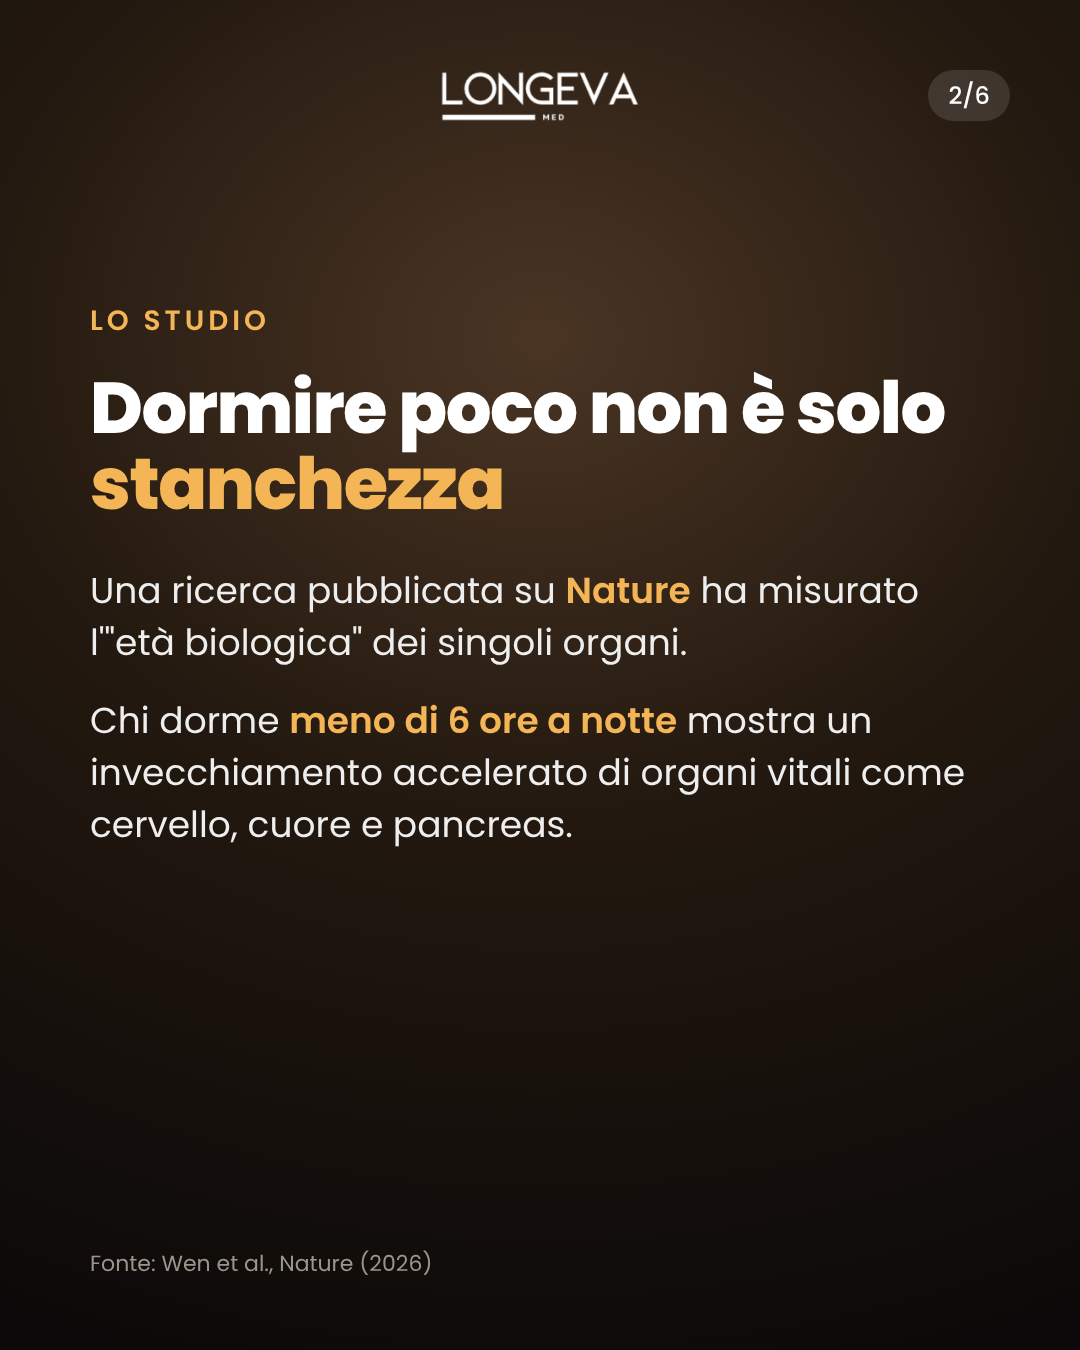 LONGEVA
MED
2/6
LO STUDIO
Dormire poco non è solo
stanchezza
Una ricerca pubblicata su Nature ha misurato
l'"età biologica" dei singoli organi.
Chi dorme meno di 6 ore a notte mostra un
invecchiamento accelerato di organi vitali come
cervello, cuore e pancreas.
Fonte: Wen et al., Nature (2026)